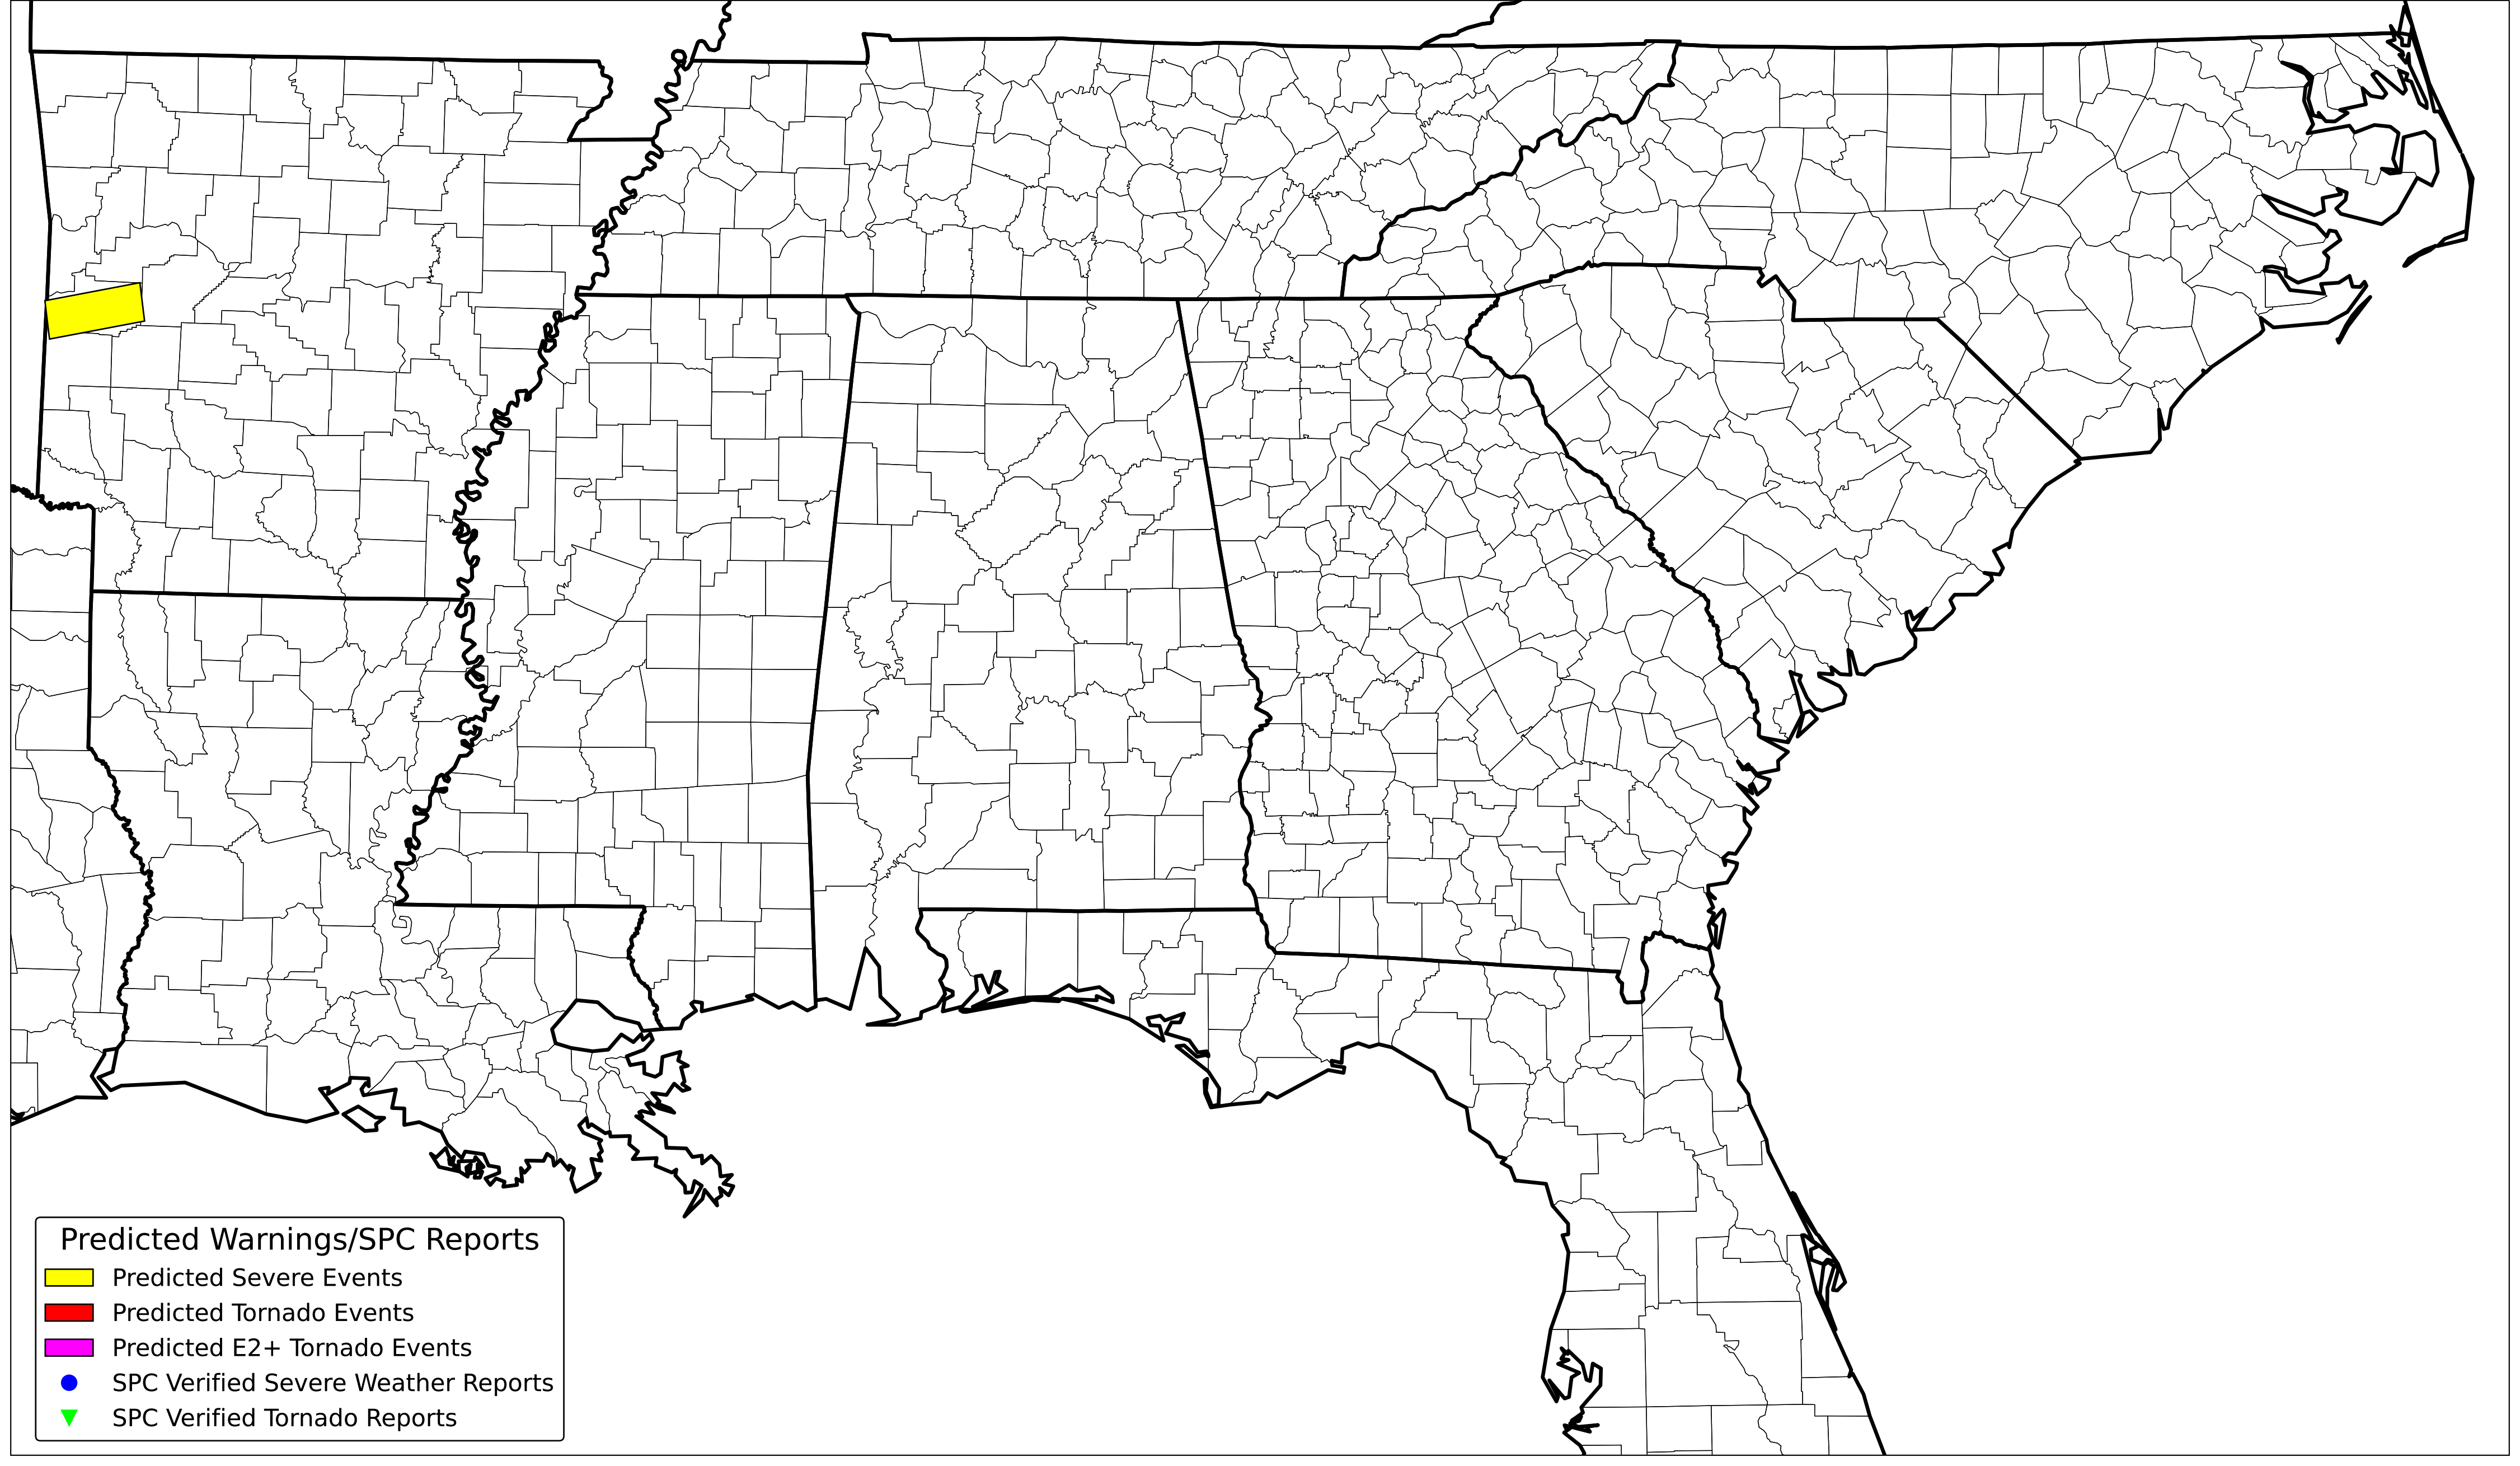 Predicted Warnings/SPC Reports
Predicted Severe Events
Predicted Tornado Events
Predicted E2+ Tornado Events
SPC Verified Severe Weather Reports
SPC Verified Tornado Reports